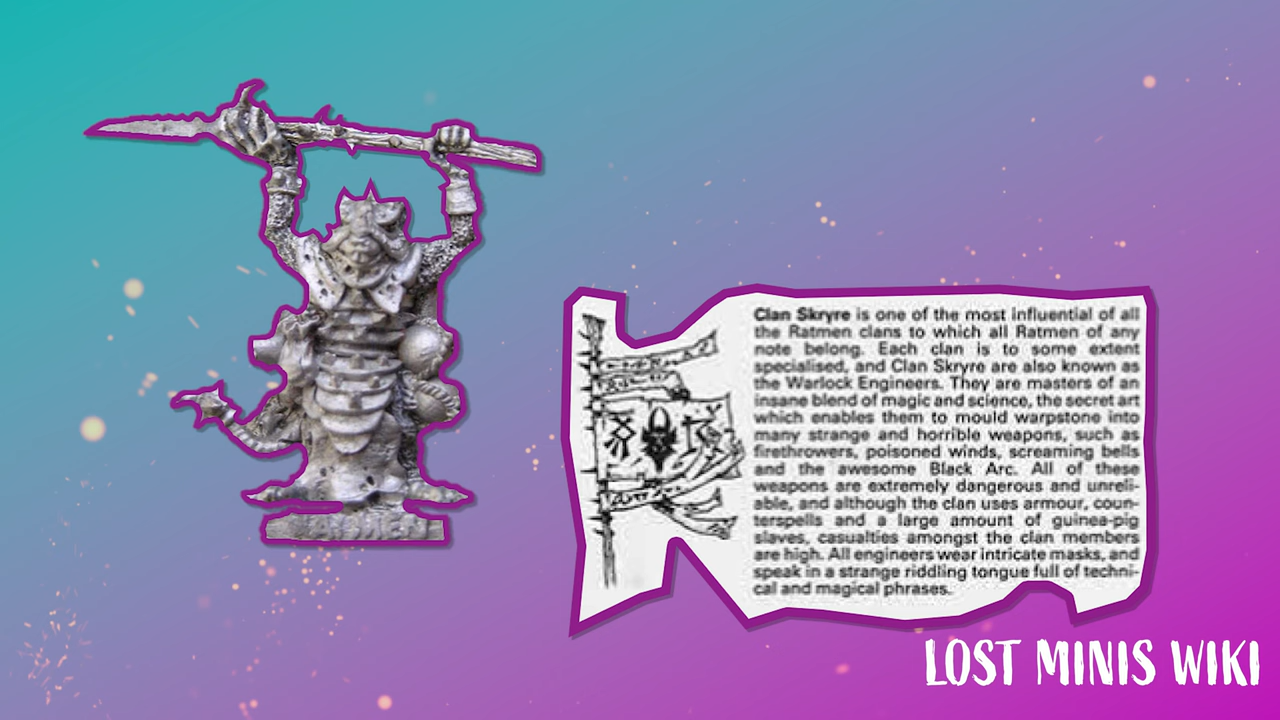 Clan Skryre is one of the most influential of all
the Ratmen clans to which all Ratmen of any
note belong. Each clan is to some extent
specialised, and Clan Skryre are also known as
the Warlock Engineers. They are masters of an
insane blend of magic and science, the secret art
which enables them to mould warpstone into
many strange and horrible weapons, such as
firethrowers, poisoned winds, screaming bells
and the awesome Black Arc. All of these
weapons are extremely dangerous and unreli-
able, and although the clan uses armour, coun-
terspells and a large amount of guinea-pig
slaves, casualties amongst the clan members
are high. All engineers wear intricate masks, and
speak in a strange riddling tongue full of techni-
cal and magical phrases.
LOST MINIS WIKI